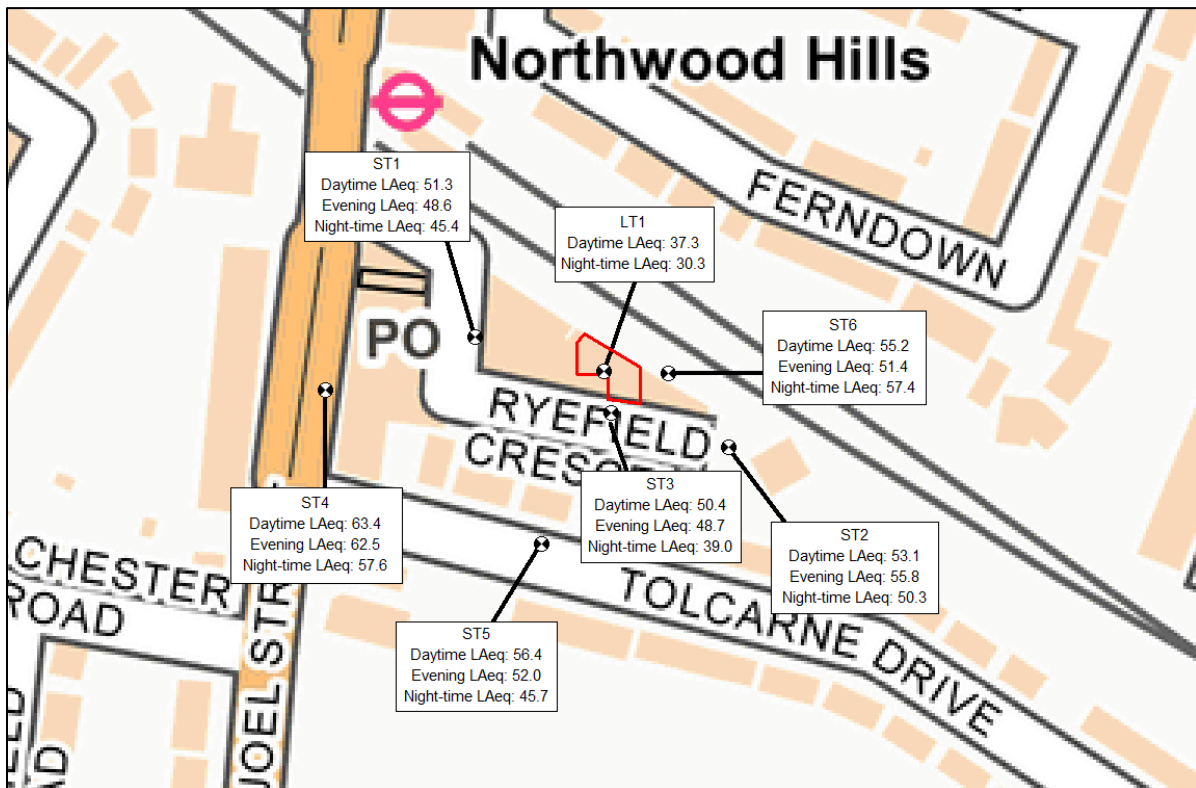 Northwood Hills
ST1
Daytime LAeq: 51.3
Evening LAeq: 48.6
Night-time LAeq: 45.4
LT1
Daytime LAeq: 37.3
Night-time LAeq: 30.3
FERNDOWN
PO
ST6
Daytime LAeq: 55.2
Evening LAeq: 51.4
Night-time LAeq: 57.4
RYEFIELD
ST3
Daytime LAeq: 50.4
Evening LAeq: 48.7
Night-time LAeq: 39.0
ST4
Daytime LAeq: 63.4
Evening LAeq: 62.5
Night-time LAeq: 57.6
ST2
Daytime LAeq: 53.1
Evening LAeq: 55.8
Night-time LAeq: 50.3
CHESTER
ROAD
TOLCARNE DRIVE
ST5
Daytime LAeq: 56.4
Evening LAeq: 52.0
Night-time LAeq: 45.7
JOEL